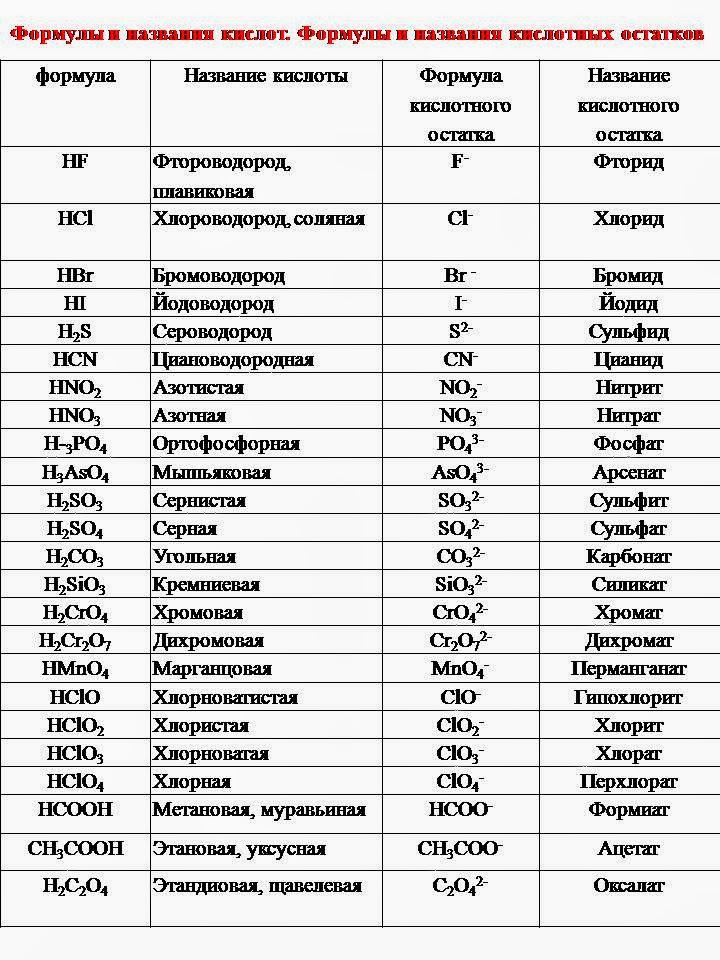 Формулы и названия кислот. Формулы и названия кислотных остатков
формула Название кислоты Формула кислотного остатка Название кислотного остатка
HF Фтороводород, плавиковая F⁻ Фторид
HCl Хлороводород, соляная Cl⁻ Хлорид
HBr Бромоводород Br ⁻ Бромид
HI Йодоводород I⁻ Йодид
H₂S Сероводород S²⁻ Сульфид
HCN Циановодородная CN⁻ Цианид
HNO₂ Азотистая NO₂⁻ Нитрит
HNO₃ Азотная NO₃⁻ Нитрат
H-₃PO₄ Ортофосфорная PO₄³⁻ Фосфат
H₃AsO₄ Мышьяковая AsO₄³⁻ Арсенат
H₂SO₃ Сернистая SO₃²⁻ Сульфит
H₂SO₄ Серная SO₄²⁻ Сульфат
H₂CO₃ Угольная CO₃²⁻ Карбонат
H₂SiO₃ Кремниевая SiO₃²⁻ Силикат
H₂CrO₄ Хромовая CrO₄²⁻ Хромат
H₂Cr₂O₇ Дихромовая Cr₂O₇²⁻ Дихромат
HMnO₄ Марганцовая MnO₄⁻ Перманганат
HClO Хлорноватистая ClO⁻ Гипохлорит
HClO₂ Хлористая ClO₂⁻ Хлорит
HClO₃ Хлорноватая ClO₃⁻ Хлорат
HClO₄ Хлорная ClO₄⁻ Перхлорат
HCOOH Метановая, муравьиная HCOO⁻ Формиат
CH₃COOH Этановая, уксусная CH₃COO⁻ Ацетат
H₂C₂O₄ Этандиовая, щавелевая C₂O₄²⁻ Оксалат